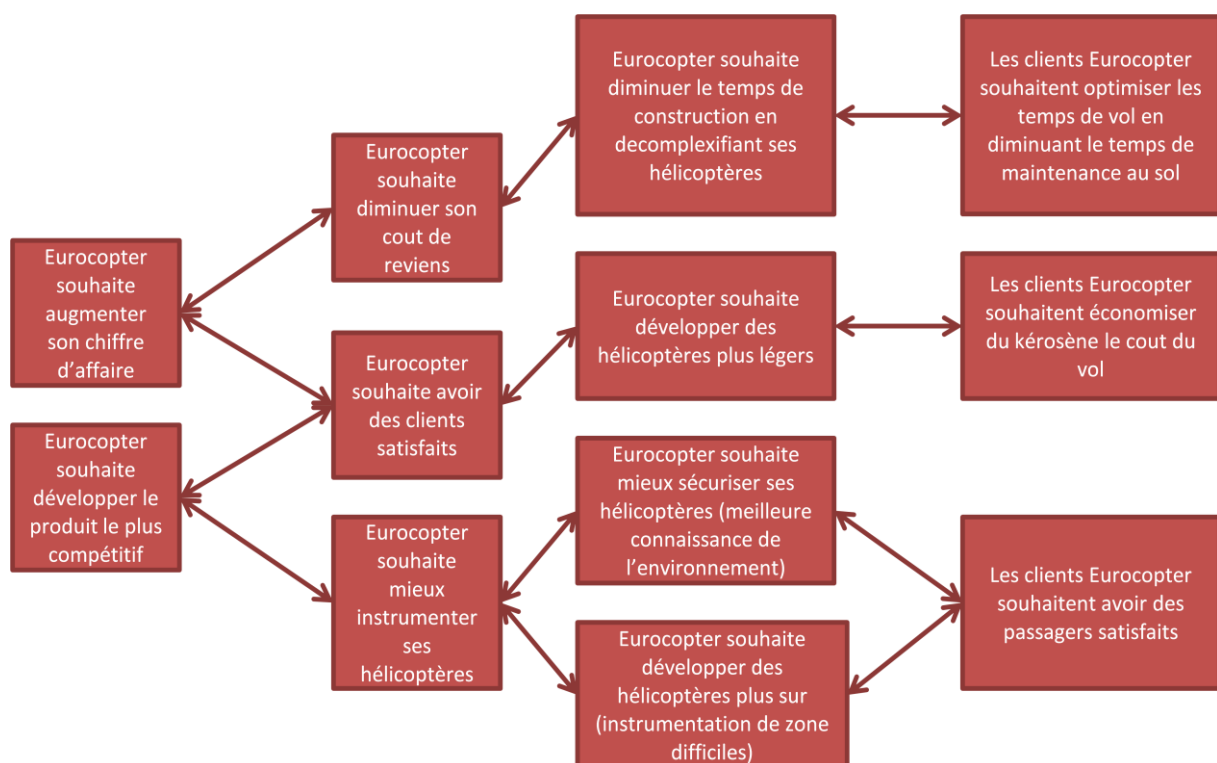 Eurocopter
souhaite
augmenter
son chiffre
d'affaire
Eurocopter
souhaite
développer le
produit le plus
compétitif
Eurocopter
souhaite
diminuer son
cout de
reviens
Eurocopter
souhaite avoir
des clients
satisfaits
Eurocopter
souhaite
mieux
instrumenter
ses
hélicoptères
Eurocopter souhaite
diminuer le temps de
construction en
decomplexifiant ses
hélicoptères
Eurocopter souhaite
développer des
hélicoptères plus légers
Eurocopter souhaite
mieux sécuriser ses
hélicoptères (meilleure
connaissance de
l'environnement)
Eurocopter souhaite
développer des
hélicoptères plus sur
(instrumentation de zone
difficiles)
Les clients Eurocopter
souhaitent optimiser les
temps de vol en
diminuant le temps de
maintenance au sol
Les clients Eurocopter
souhaitent économiser
du kérosène le cout du
vol
Les clients Eurocopter
souhaitent avoir des
passagers satisfaits